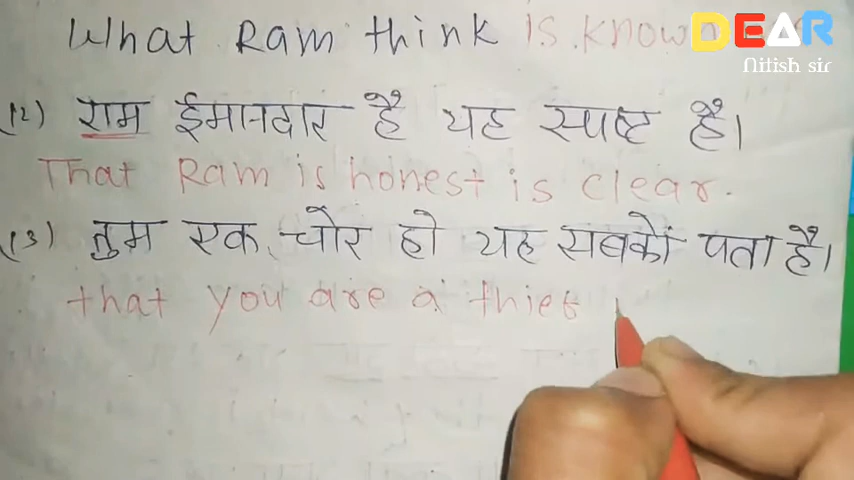 What Ram think is known
DEAR
Nitish sir
(12) राम ईमानदार है यह स्पष्ट है।
That Ram is honest is clear.
(13) तुम एक चोर हो यह सबकों पता है।
that you are a thief